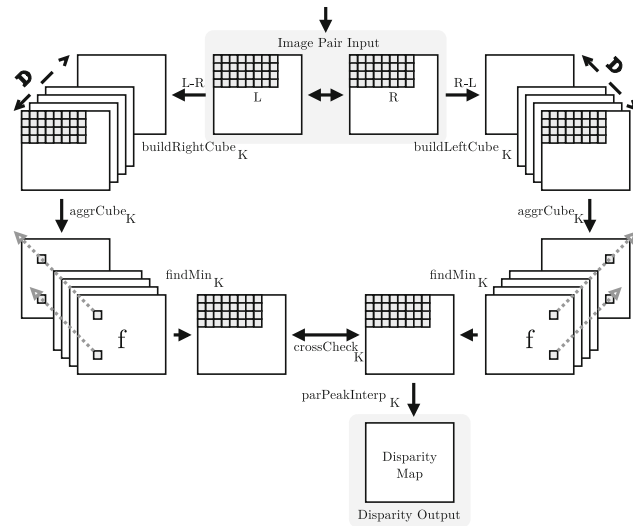 Image Pair Input
D
L-R
L
R
R-L
D
buildRightCube K
buildLeftCube K
aggrCube K
aggrCube K
findMin K
findMin K
f
f
crossCheck K
parPeakInterp K
Disparity
Map
Disparity Output